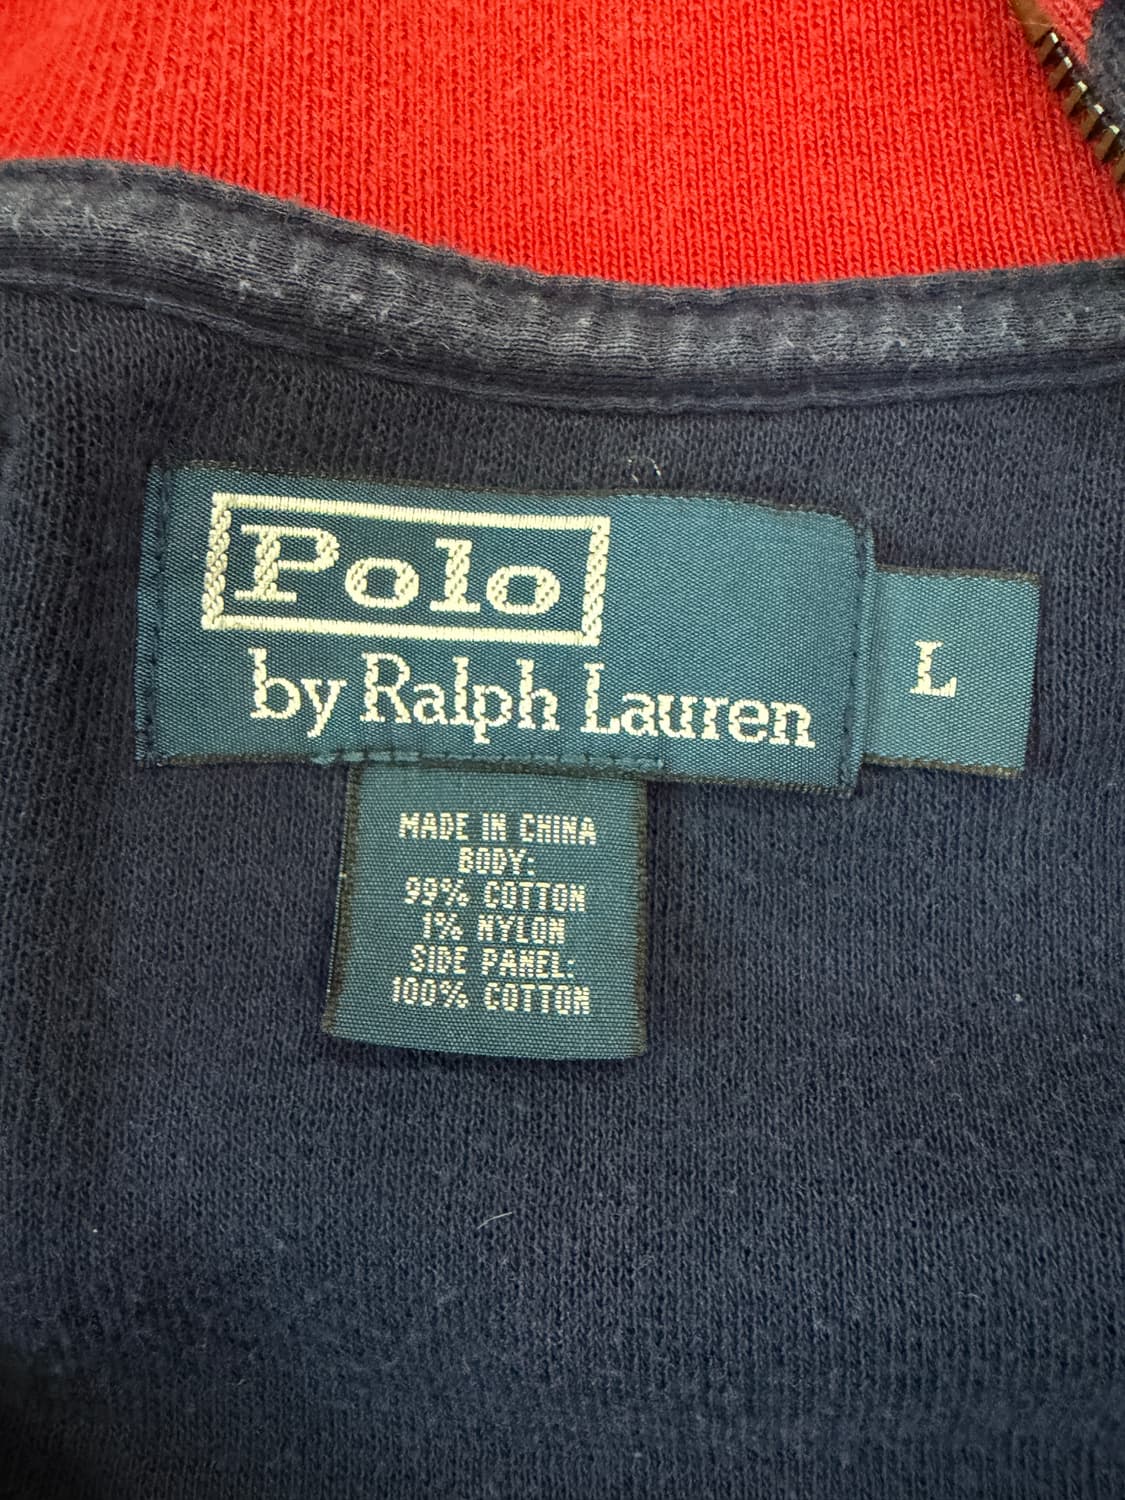 Polo
by Ralph Lauren
L
MADE IN CHINA
BODY:
99% COTTON
1% NYLON
SIDE PANEL:
100% COTTON